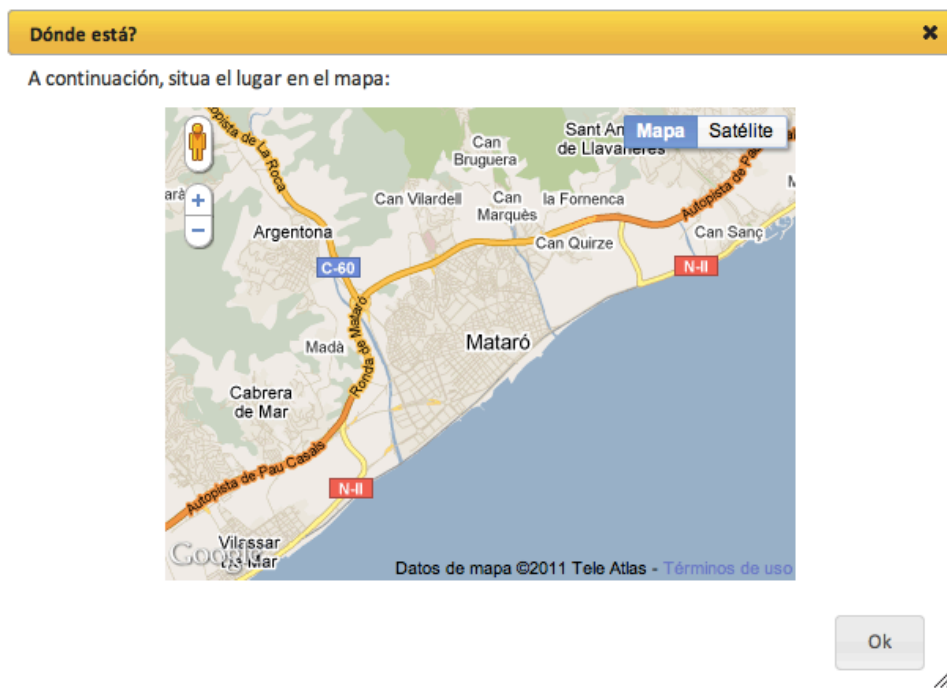 Dónde está?
A continuación, situa el lugar en el mapa:
Autopista de La Roca
Sant An
de Llavaneres
Mapa
Satélite
Can
Bruguera
Can Vilardell
Can
Marquès
la Fornenca
Autopista de Pau
Argentona
Can Quirze
Can Sanç
C-60
N-II
Ronda de Mataró
Madà
Mataró
Cabrera
de Mar
Autopista de Pau Casals
N-II
Vilassar
de Mar
Google
Datos de mapa ©2011 Tele Atlas - Términos de uso
Ok